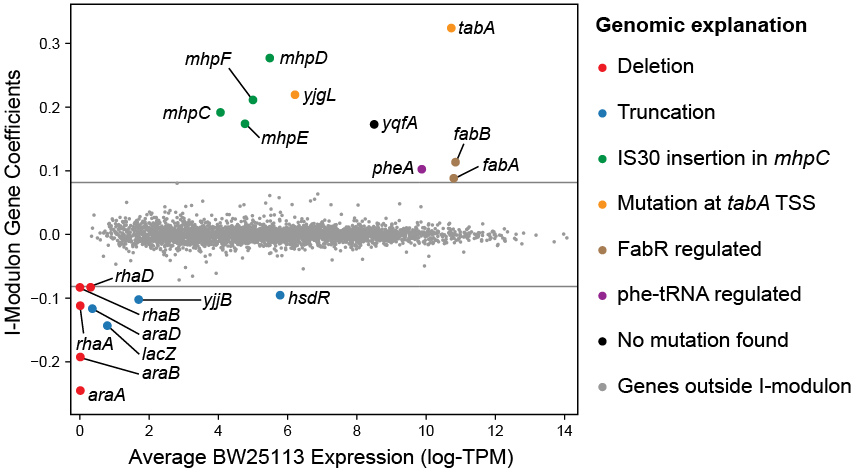 I-Modulon Gene Coefficients
0.3
0.2
0.1
0.0
−0.1
−0.2
tabA
mhpF
mhpD
yjgL
mhpC
mhpE
yqfA
fabB
pheA
fabA
rhaD
yjjB
hsdR
rhaB
araD
rhaA
lacZ
araB
araA
0 2 4 6 8 10 12 14
Average BW25113 Expression (log-TPM)
Genomic explanation
Deletion
Truncation
IS30 insertion in mhpC
Mutation at tabA TSS
FabR regulated
phe-tRNA regulated
No mutation found
Genes outside I-modulon